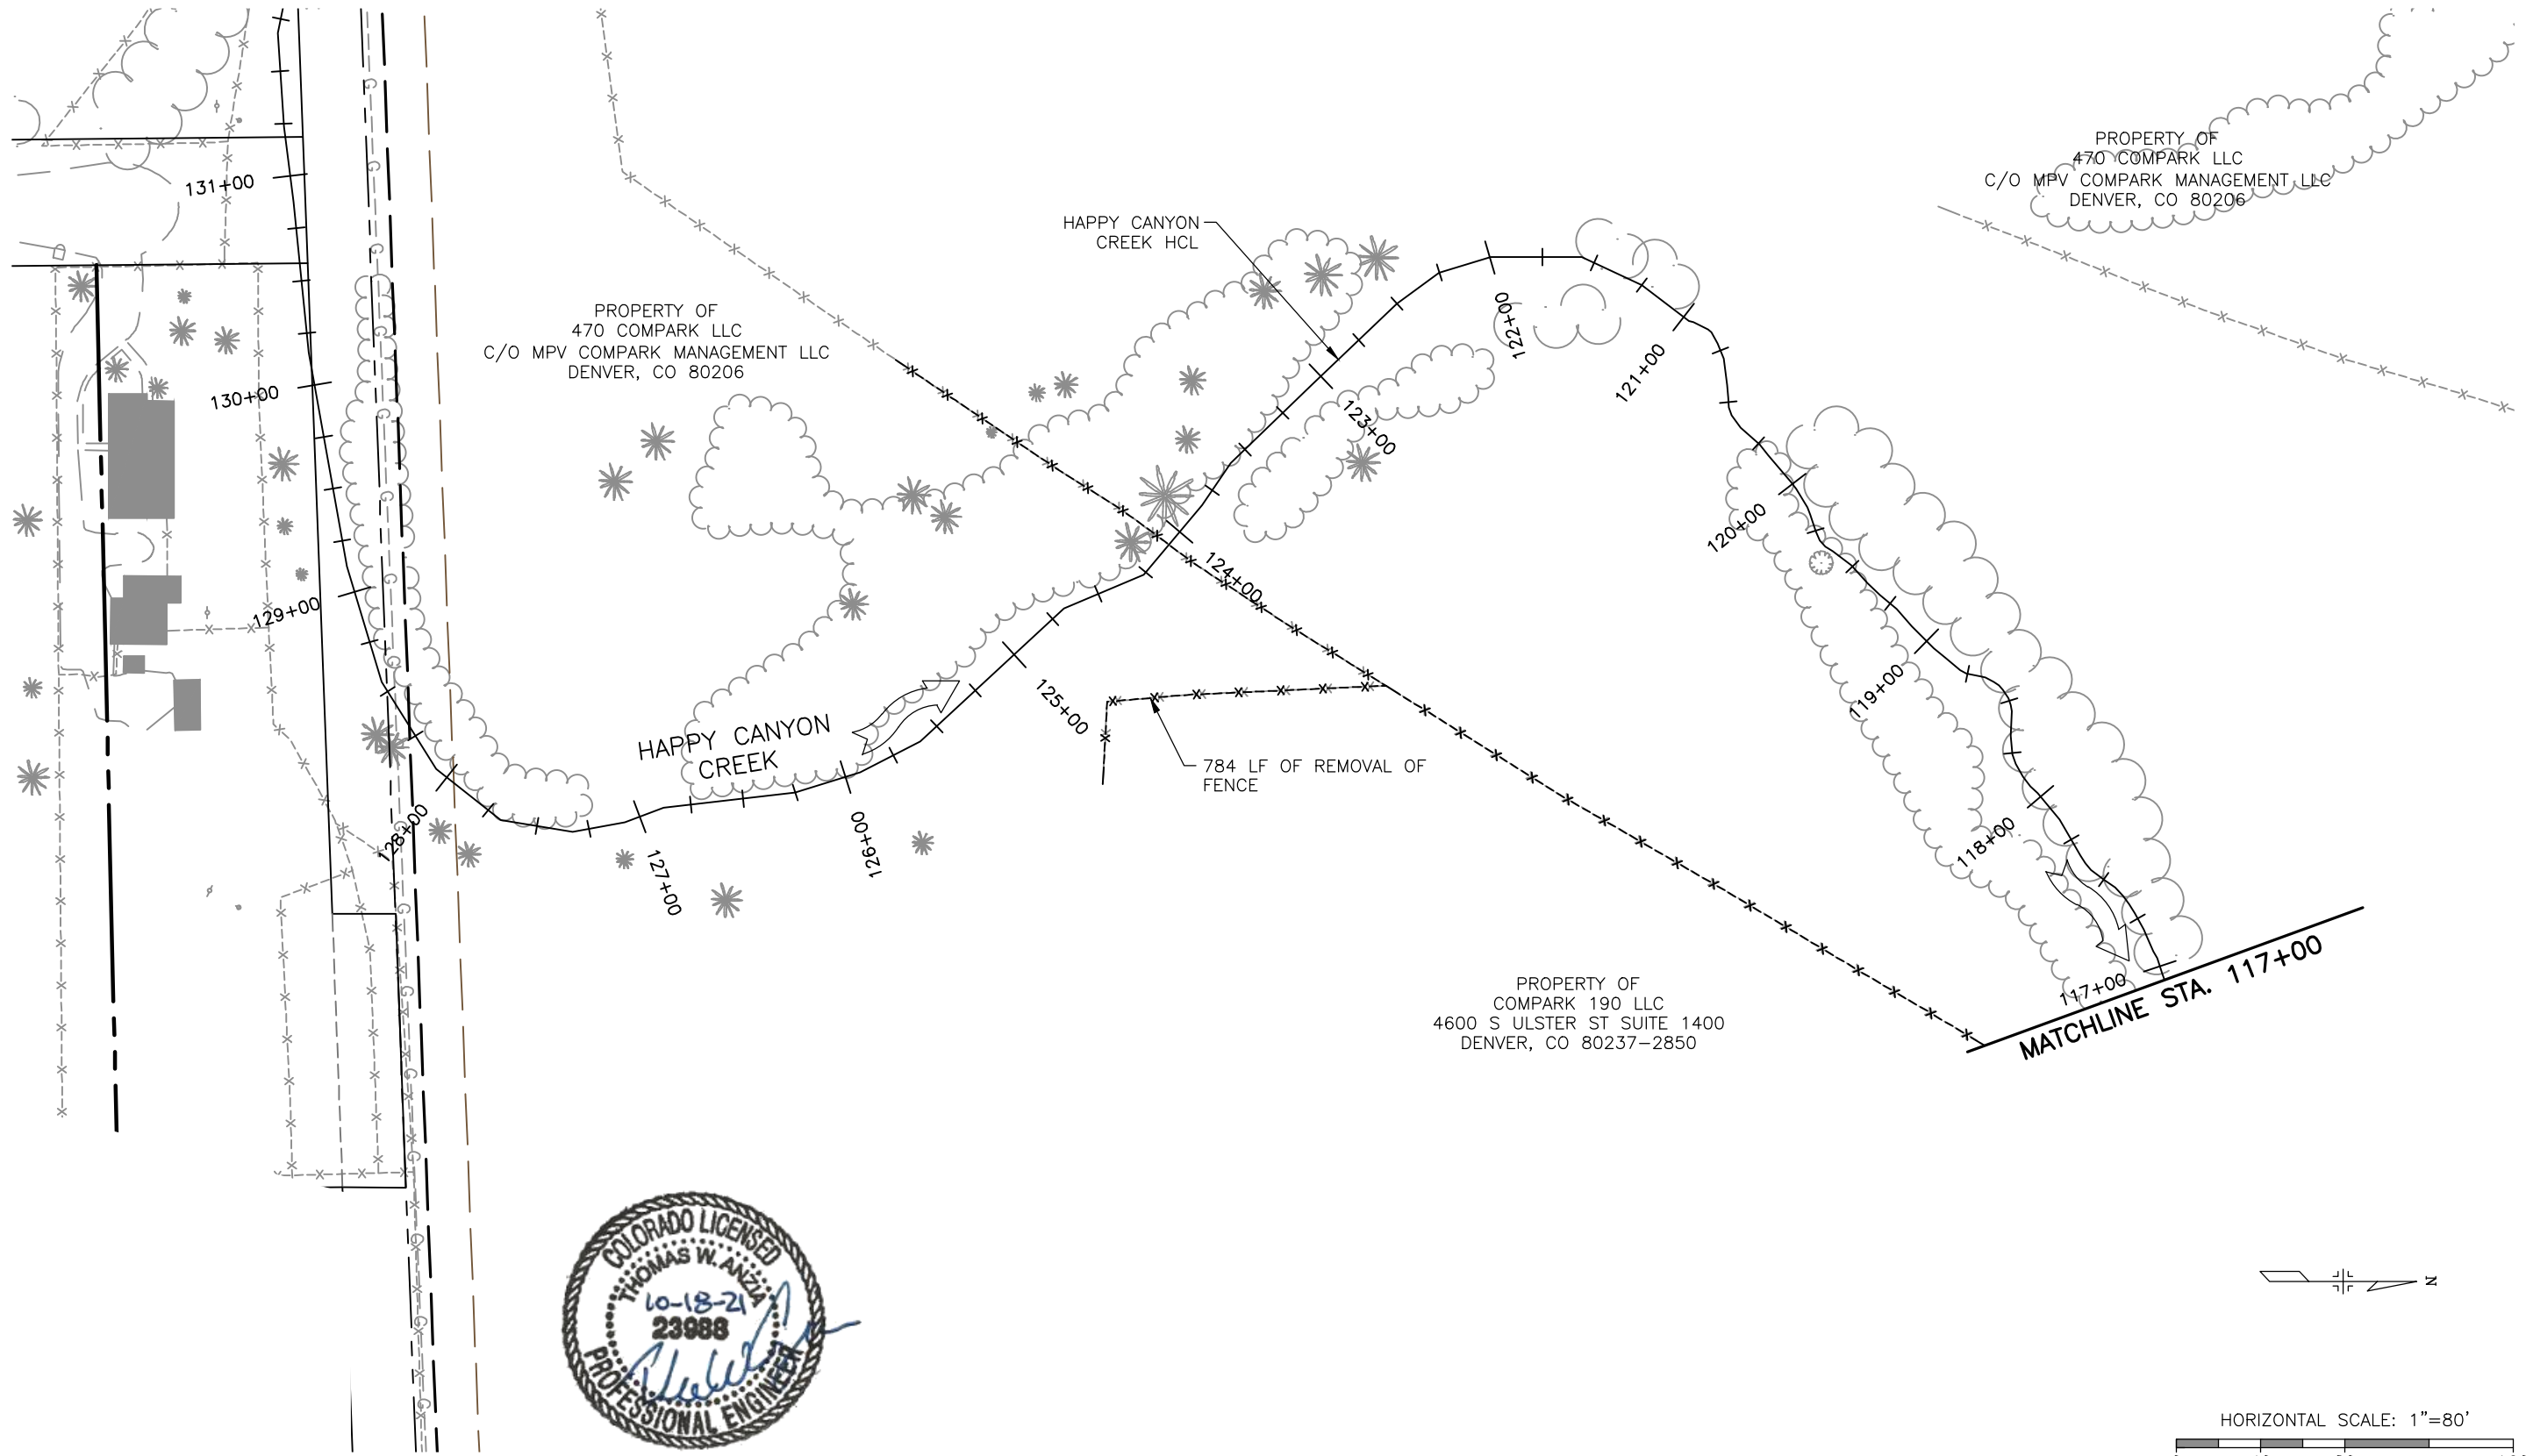 PROPERTY OF
470 COMPARK LLC
C/O MPV COMPARK MANAGEMENT LLC
DENVER, CO 80206
131+00
HAPPY CANYON
CREEK HCL
PROPERTY OF
470 COMPARK LLC
C/O MPV COMPARK MANAGEMENT LLC
DENVER, CO 80206
122+00
121+00
130+00
123+00
120+00
124+00
129+00
119+00
125+00
HAPPY CANYON
CREEK
784 LF OF REMOVAL OF
FENCE
128+00
126+00
127+00
118+00
117+00
MATCHLINE STA. 117+00
PROPERTY OF
COMPARK 190 LLC
4600 S ULSTER ST SUITE 1400
DENVER, CO 80237-2850
COLORADO LICENSED
THOMAS W. ANZIA
10-18-21
23988
PROFESSIONAL ENGINEER
N
HORIZONTAL SCALE: 1"=80'